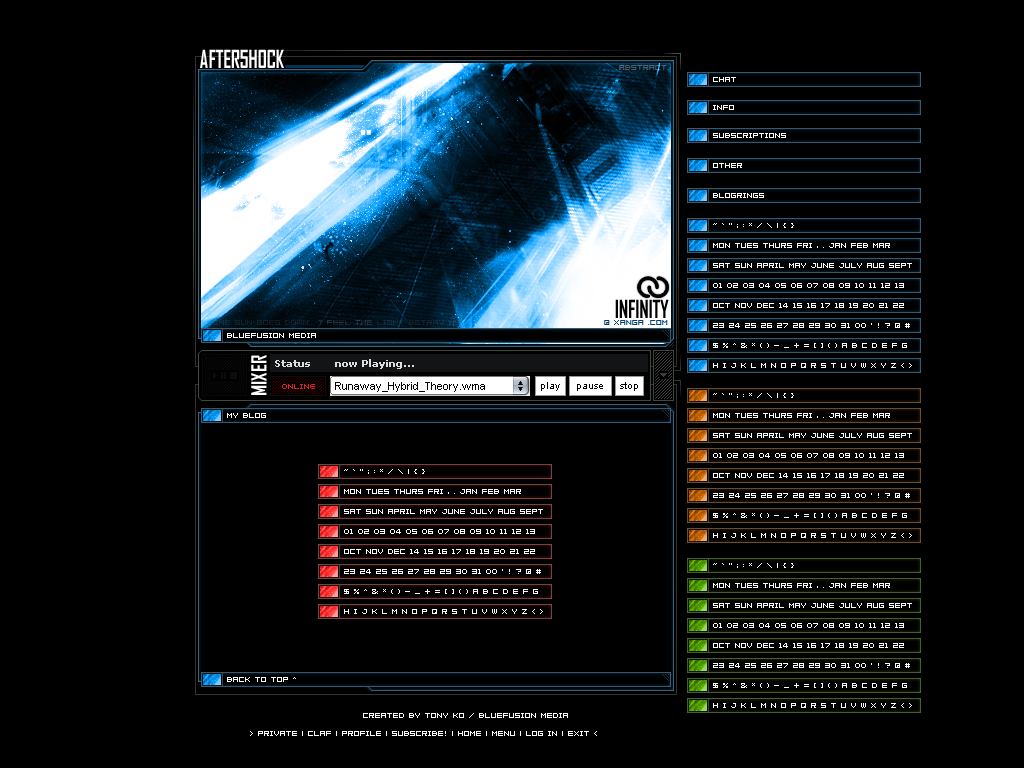 AFTERSHOCK
ABSTRACT
INFINITY
@ XANGA .COM
BLUEFUSION MEDIA
MIXER
Status now Playing...
ONLINE Runaway_Hybrid_Theory.wma play pause stop
MY BLOG
~ ` " ; : * / \ | { }
MON TUES THURS FRI . , JAN FEB MAR
SAT SUN APRIL MAY JUNE JULY AUG SEPT
01 02 03 04 05 06 07 08 09 10 11 12 13
OCT NOV DEC 14 15 16 17 18 19 20 21 22
23 24 25 26 27 28 29 30 31 00 ' ! ? @ #
$ % ^ & * ( ) - _ + = [ ] ( ) A B C D E F G
H I J K L M N O P Q R S T U V W X Y Z < >
BACK TO TOP ^
CREATED BY TONY KO / BLUEFUSION MEDIA
> PRIVATE | CLAF | PROFILE | SUBSCRIBE! | HOME | MENU | LOG IN | EXIT <
CHAT
INFO
SUBSCRIPTIONS
OTHER
BLOGRINGS
~ ` " ; : * / \ | { }
MON TUES THURS FRI . , JAN FEB MAR
SAT SUN APRIL MAY JUNE JULY AUG SEPT
01 02 03 04 05 06 07 08 09 10 11 12 13
OCT NOV DEC 14 15 16 17 18 19 20 21 22
23 24 25 26 27 28 29 30 31 00 ' ! ? @ #
$ % ^ & * ( ) - _ + = [ ] ( ) A B C D E F G
H I J K L M N O P Q R S T U V W X Y Z < >
~ ` " ; : * / \ | { }
MON TUES THURS FRI . , JAN FEB MAR
SAT SUN APRIL MAY JUNE JULY AUG SEPT
01 02 03 04 05 06 07 08 09 10 11 12 13
OCT NOV DEC 14 15 16 17 18 19 20 21 22
23 24 25 26 27 28 29 30 31 00 ' ! ? @ #
$ % ^ & * ( ) - _ + = [ ] ( ) A B C D E F G
H I J K L M N O P Q R S T U V W X Y Z < >
~ ` " ; : * / \ | { }
MON TUES THURS FRI . , JAN FEB MAR
SAT SUN APRIL MAY JUNE JULY AUG SEPT
01 02 03 04 05 06 07 08 09 10 11 12 13
OCT NOV DEC 14 15 16 17 18 19 20 21 22
23 24 25 26 27 28 29 30 31 00 ' ! ? @ #
$ % ^ & * ( ) - _ + = [ ] ( ) A B C D E F G
H I J K L M N O P Q R S T U V W X Y Z < >